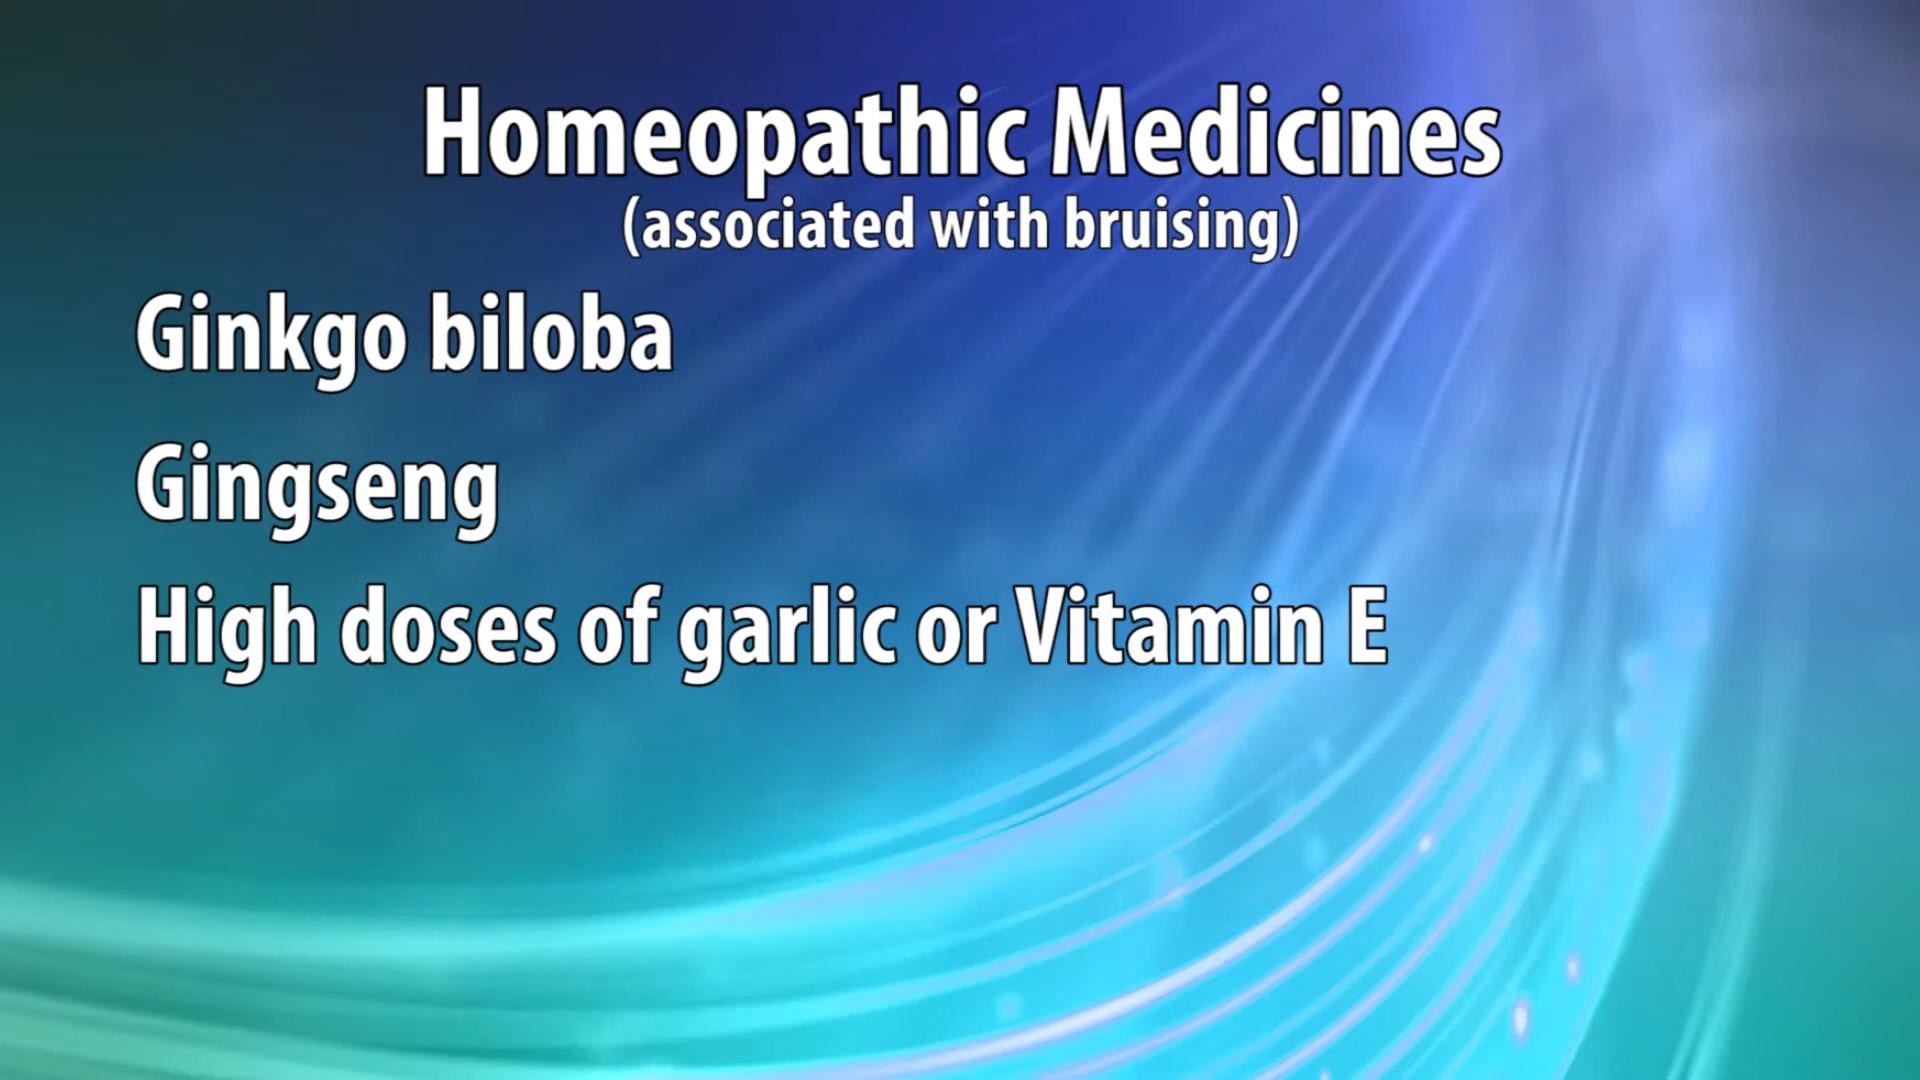 Homeopathic Medicines
(associated with bruising)
Ginkgo biloba
Gingseng
High doses of garlic or Vitamin E